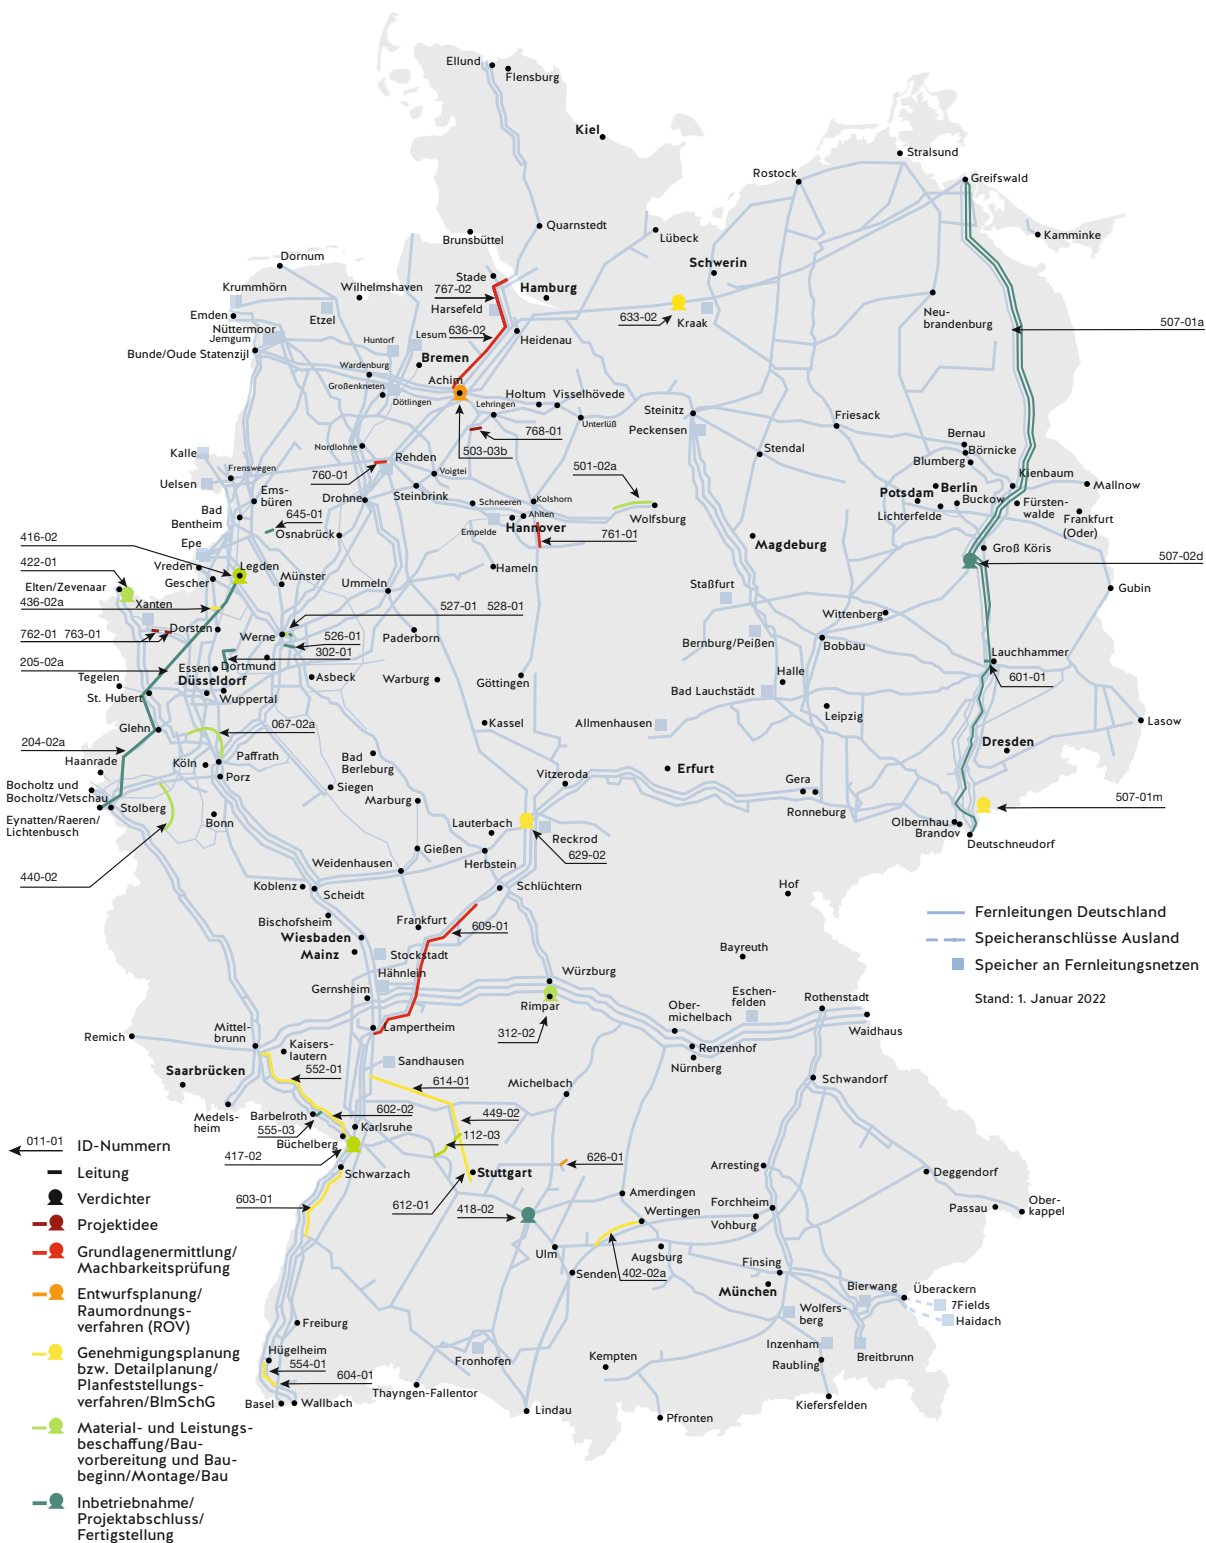 Ellund
Flensburg
Kiel
Stralsund
Rostock
Greifswald
Quarnstedt
Brunsbüttel
Lübeck
Kamminke
Dornum
Schwerin
Stade
Krummhörn
Wilhelmshaven
767-02
Hamburg
Harsefeld
Emden
Etzel
633-02
Kraak
Neu-
brandenburg
507-01a
Nüttermoor
Jemgum
Huntorf
Lesum
636-02
Heidenau
Bunde/Oude Statenzijl
Bremen
Wardenburg
Achim
Großenkneten
Dötlingen
Holtum
Visselhövede
Lehringen
Steinitz
Unterlüß
Friesack
Peckensen
768-01
Nordlohne
503-03b
Bernau
Börnicke
Stendal
Blumberg
Kalle
Rehden
Frenswegen
760-01
Voigtei
501-02a
Kienbaum
Uelsen
Mallnow
Ems-
büren
Drohne
Steinbrink
Potsdam
Berlin
Buckow
Schneeren
Kolshorn
Fürsten-
walde
Lichterfelde
Bad
Bentheim
645-01
Ahlten
Wolfsburg
Frankfurt
(Oder)
Empelde
Hannover
416-02
Osnabrück
761-01
Magdeburg
Epe
Groß Köris
507-02d
422-01
Vreden
Legden
Gescher
Münster
Hameln
Elten/Zevenaar
Ummeln
Staßfurt
Gubin
436-02a
Xanten
527-01
528-01
Wittenberg
762-01
763-01
Dorsten
Werne
526-01
Paderborn
Bernburg/Peißen
Bobbau
302-01
Lauchhammer
205-02a
Essen
Dortmund
Halle
Tegelen
Düsseldorf
Asbeck
Warburg
Göttingen
601-01
St. Hubert
Wuppertal
Bad Lauchstädt
Leipzig
Glehn
067-02a
Kassel
Allmenhausen
Lasow
204-02a
Paffrath
Dresden
Haanrade
Köln
Bad
Berleburg
Vitzeroda
Erfurt
Porz
Gera
Bocholtz und
Bocholtz/Vetschau
Siegen
Marburg
507-01m
Stolberg
Ronneburg
Eynatten/Raeren/
Lichtenbusch
Bonn
Lauterbach
Olbernhau
Brandov
Reckrod
Deutschneudorf
Gießen
629-02
Herbstein
Weidenhausen
440-02
Koblenz
Scheidt
Schlüchtern
Hof
Bischofsheim
Frankfurt
609-01
Fernleitungen Deutschland
Wiesbaden
Speicheranschlüsse Ausland
Mainz
Stockstadt
Bayreuth
Speicher an Fernleitungsnetzen
Hähnlein
Würzburg
Gernsheim
Eschen-
felden
Rothenstadt
Stand: 1. Januar 2022
Rimpar
Ober-
michelbach
Mittel-
brunn
Lampertheim
312-02
Waidhaus
Remich
Kaisers-
lautern
Renzenhof
Saarbrücken
552-01
Sandhausen
Nürnberg
614-01
Michelbach
Schwandorf
Medels-
heim
Barbelroth
602-02
449-02
555-03
Karlsruhe
011-01
ID-Nummern
Büchelberg
112-03
417-02
626-01
Arresting
Schwarzach
Stuttgart
Deggendorf
Leitung
Verdichter
603-01
612-01
418-02
Amerdingen
Wertingen
Forchheim
Vohburg
Passau
Ober-
kappel
Projektidee
Grundlagenermittlung/
Machbarkeitsprüfung
Ulm
Augsburg
Finsing
Senden
402-02a
München
Bierwang
Überackern
Entwurfsplanung/
Raumordnungs-
verfahren (ROV)
7Fields
Haidach
Wolfers-
berg
Freiburg
Inzenham
Genehmigungsplanung
bzw. Detailplanung/
Planfeststellungs-
verfahren/BImSchG
Hügelheim
Fronhofen
Kempten
Raubling
Breitbrunn
554-01
604-01
Thayngen-Fallentor
Basel
Wallbach
Lindau
Pfronten
Kiefersfelden
Material- und Leistungs-
beschaffung/Bau-
vorbereitung und Bau-
beginn/Montage/Bau
Inbetriebnahme/
Projektabschluss/
Fertigstellung